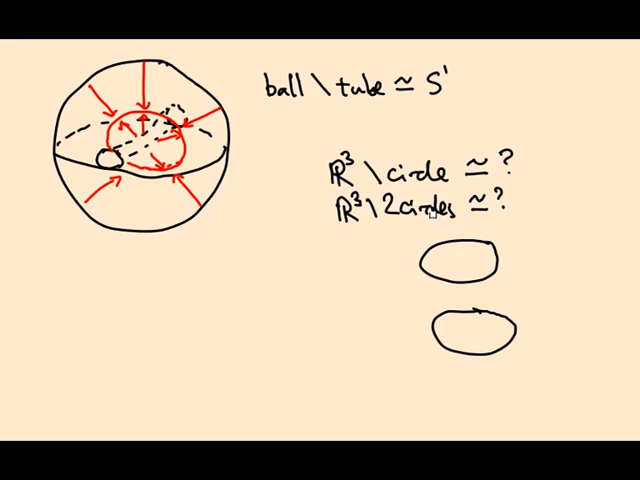 ball \ tube ≃ S¹
ℝ³ \ circle ≃ ?
ℝ³ \ 2 circles ≃ ?